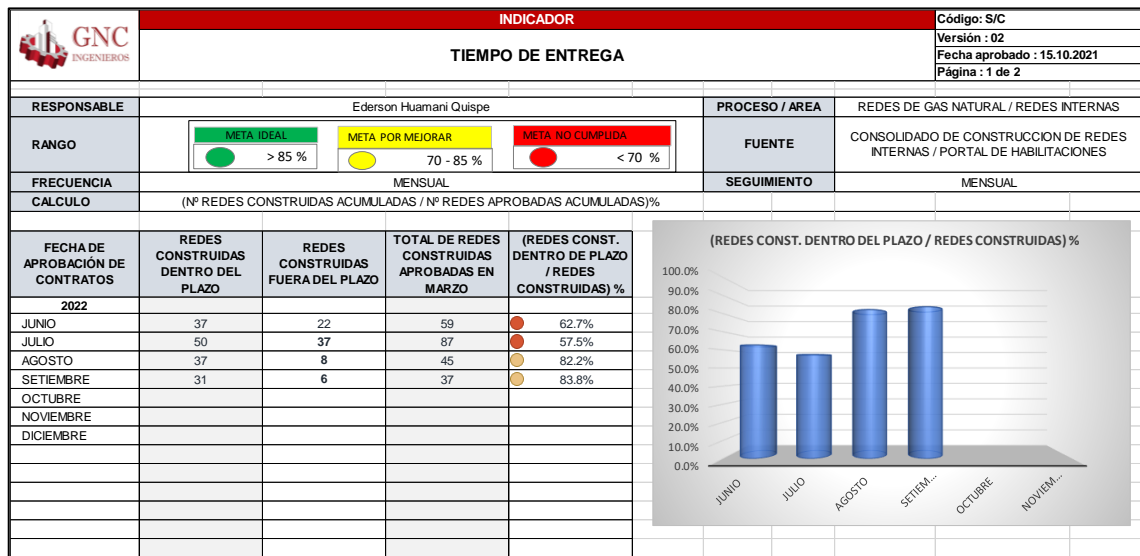 GNC
INGENIEROS
INDICADOR
TIEMPO DE ENTREGA
Código: S/C
Versión : 02
Fecha aprobado : 15.10.2021
Página : 1 de 2
RESPONSABLE
Ederson Huamani Quispe
PROCESO / AREA
REDES DE GAS NATURAL / REDES INTERNAS
RANGO
META IDEAL
> 85 %
META POR MEJORAR
70 - 85 %
META NO CUMPLIDA
< 70 %
FUENTE
CONSOLIDADO DE CONSTRUCCION DE REDES
INTERNAS / PORTAL DE HABILITACIONES
FRECUENCIA
MENSUAL
SEGUIMIENTO
MENSUAL
CALCULO
(Nº REDES CONSTRUIDAS ACUMULADAS / Nº REDES APROBADAS ACUMULADAS)%
FECHA DE
APROBACIÓN DE
CONTRATOS
REDES
CONSTRUIDAS
DENTRO DEL
PLAZO
REDES
CONSTRUIDAS
FUERA DEL PLAZO
TOTAL DE REDES
CONSTRUIDAS
APROBADAS EN
MARZO
(REDES CONST.
DENTRO DE PLAZO
/ REDES
CONSTRUIDAS) %
2022
JUNIO 37 22 59 62.7%
JULIO 50 37 87 57.5%
AGOSTO 37 8 45 82.2%
SETIEMBRE 31 6 37 83.8%
OCTUBRE
NOVIEMBRE
DICIEMBRE
(REDES CONST. DENTRO DEL PLAZO / REDES CONSTRUIDAS) %
100.0%
90.0%
80.0%
70.0%
60.0%
50.0%
40.0%
30.0%
20.0%
10.0%
0.0%
JUNIO
JULIO
AGOSTO
SETIEM...
OCTUBRE
NOVIEM...